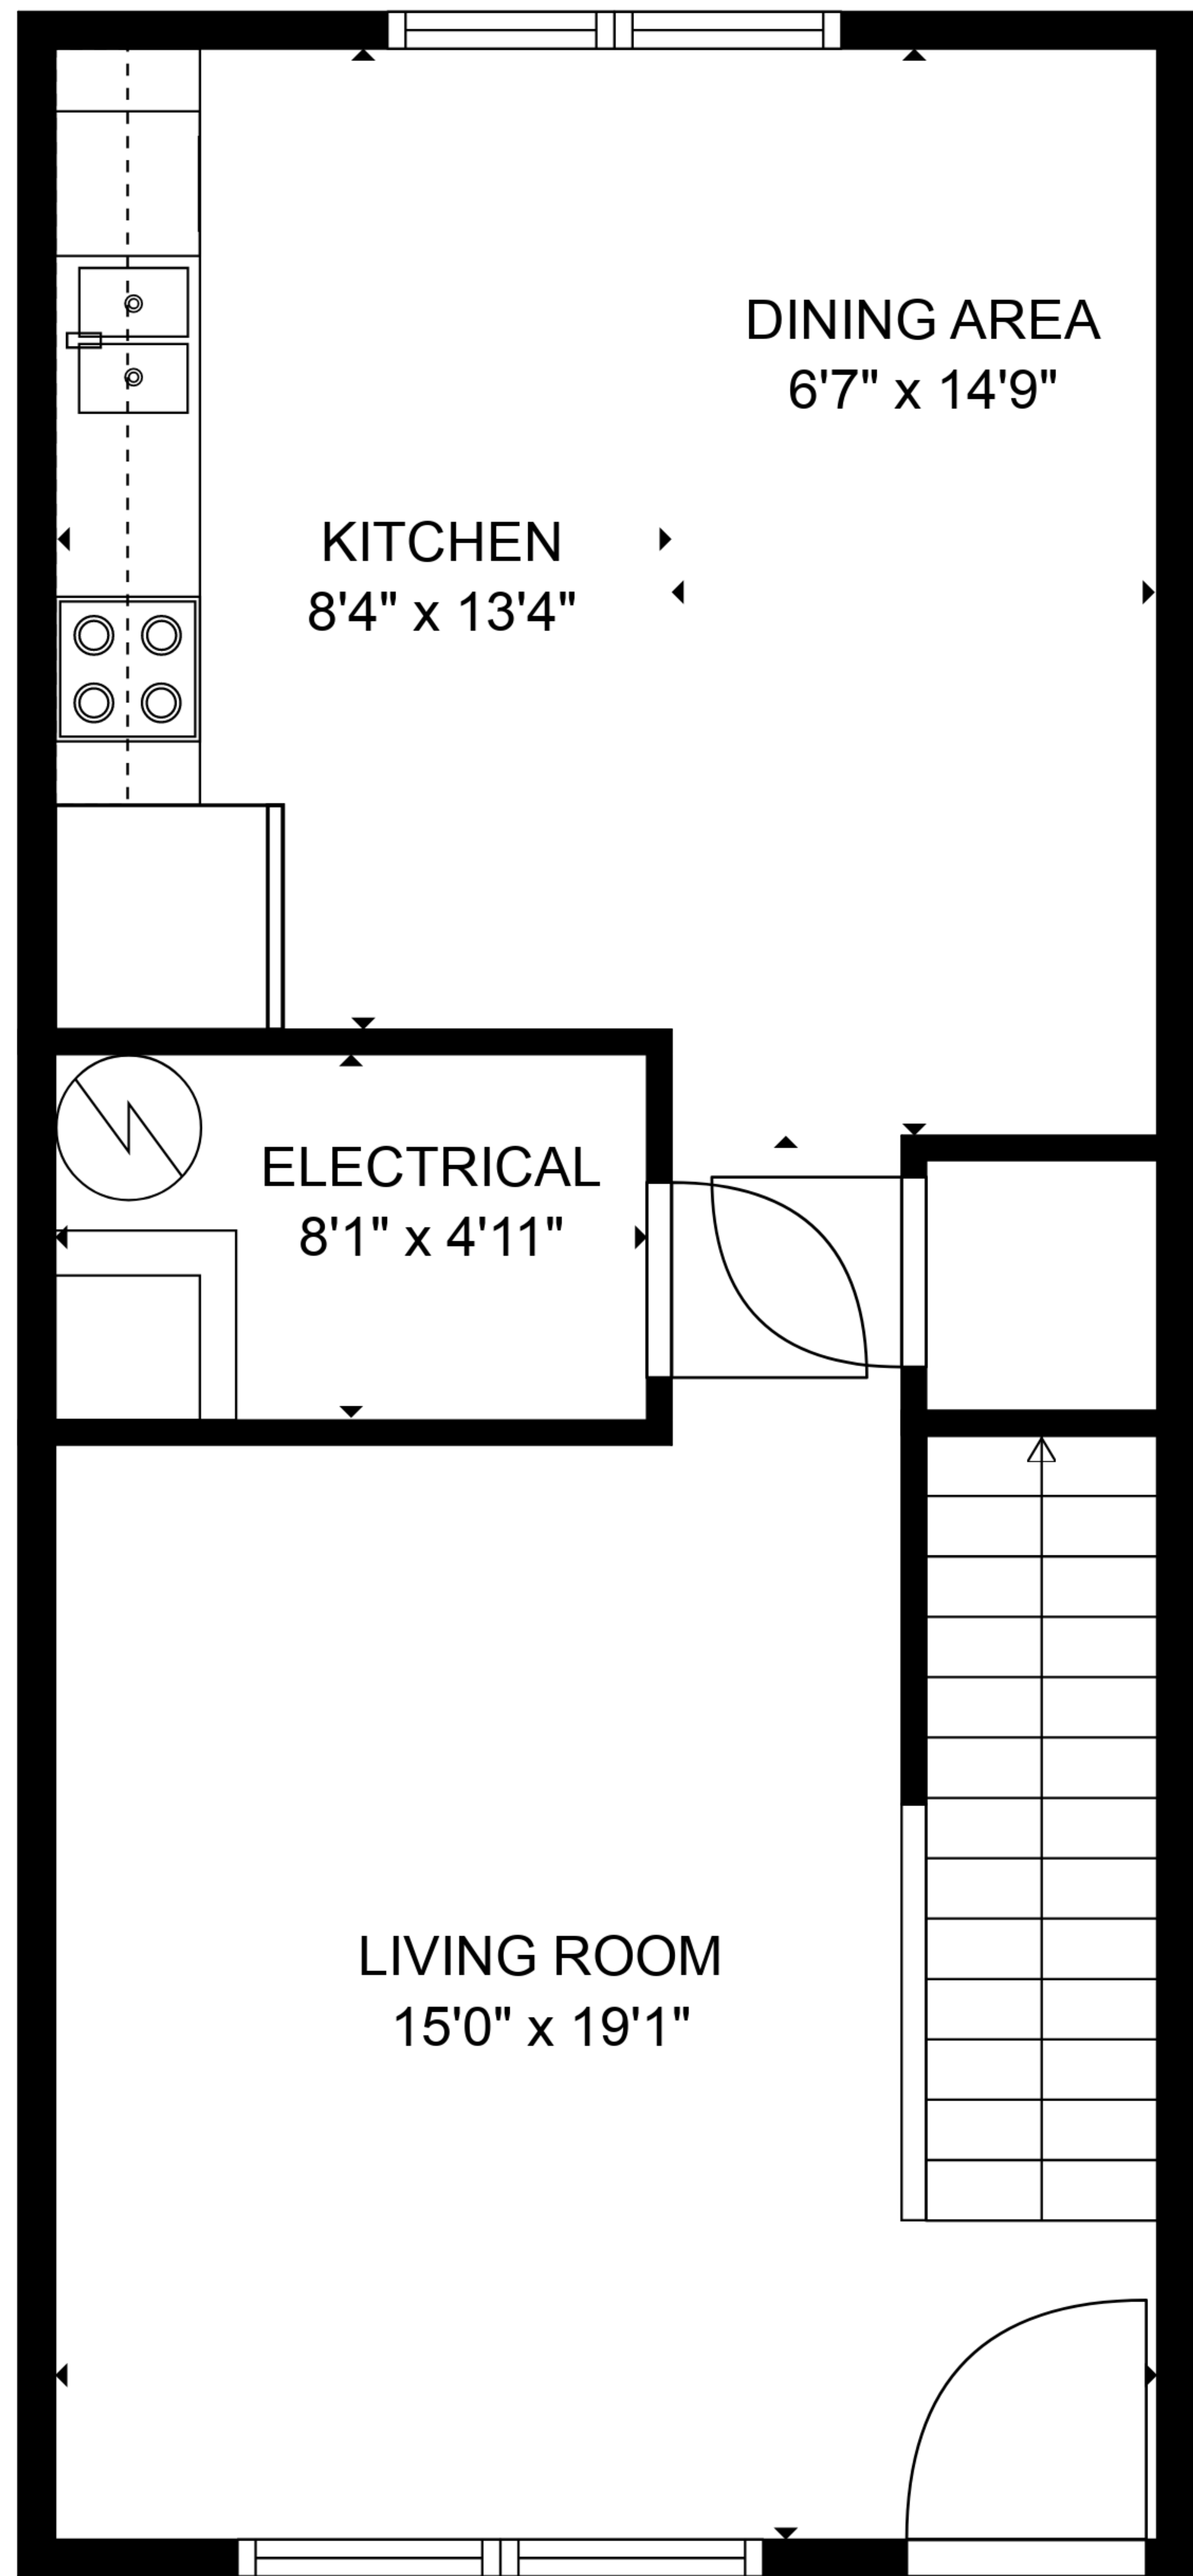 DINING AREA
6'7" x 14'9"
KITCHEN
8'4" x 13'4"
ELECTRICAL
8'1" x 4'11"
LIVING ROOM
15'0" x 19'1"